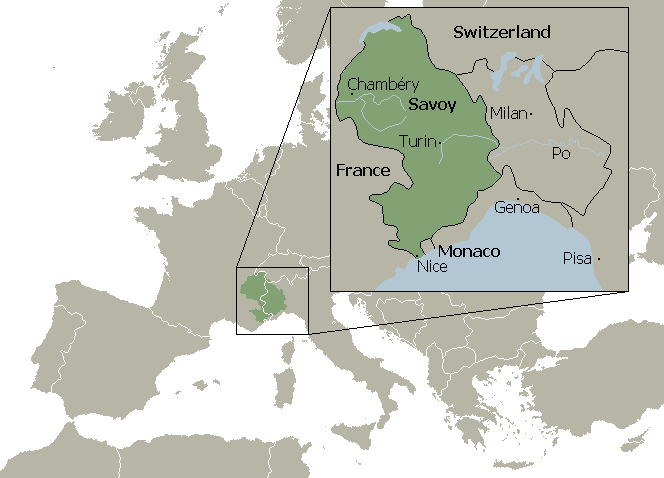 Switzerland
Chambéry
Savoy
Milan
Turin
Po
France
Genoa
Monaco
Nice
Pisa